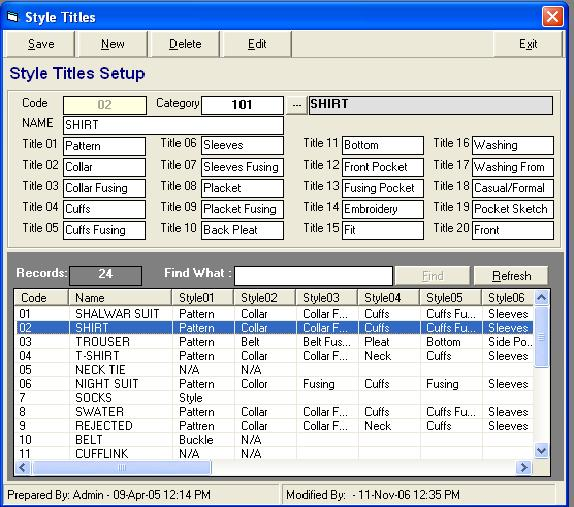 Style Titles
Save New Delete Edit Exit
Style Titles Setup
Code 02 Category 101 ... SHIRT
NAME SHIRT
Title 01 Pattern Title 06 Sleeves Title 11 Bottom Title 16 Washing
Title 02 Collar Title 07 Sleeves Fusing Title 12 Front Pocket Title 17 Washing From
Title 03 Collar Fusing Title 08 Placket Title 13 Fusing Pocket Title 18 Casual/Formal
Title 04 Cuffs Title 09 Placket Fusing Title 14 Embroidery Title 19 Pocket Sketch
Title 05 Cuffs Fusing Title 10 Back Pleat Title 15 Fit Title 20 Front
Records: 24 Find What : Find Refresh
Code Name Style01 Style02 Style03 Style04 Style05 Style06
01 SHALWAR SUIT Pattern Collar Collar F... Cuffs Cuffs Fu... Sleeves
02 SHIRT Pattern Collar Collar F... Cuffs Cuffs Fu... Sleeves
03 TROUSER Pattern Belt Belt Fus... Pleat Bottom Side Po...
04 T-SHIRT Pattern Collar Collar F... Neck Cuffs Sleeves
05 NECK TIE N/A N/A
06 NIGHT SUIT Pattern Collor Fusing Cuffs Fusing Sleeves
7 SOCKS Style
8 SWATER Pattern Collar Collar F... Cuffs Cuffs Fu... Sleaves
9 REJECTED Pattren Collar Collar F... Neck Cuffs Sleaves
10 BELT Buckle N/A
11 CUFFLINK N/A N/A
Prepared By: Admin - 09-Apr-05 12:14 PM Modified By: - 11-Nov-06 12:35 PM